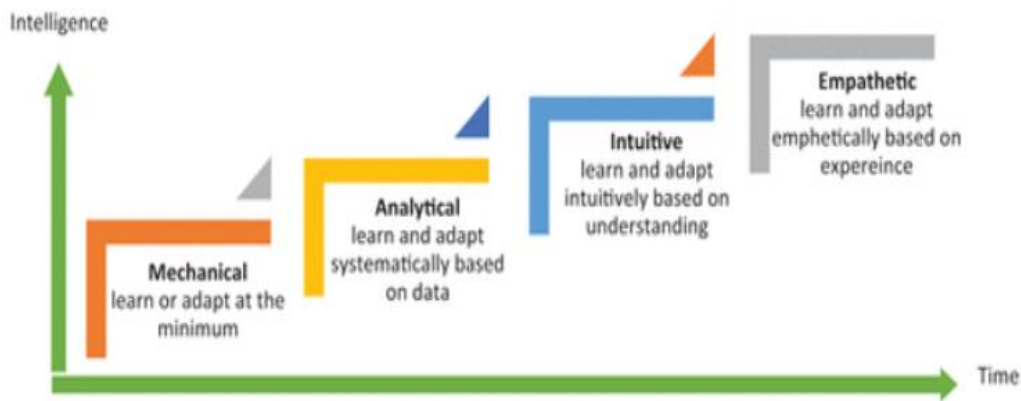 Intelligence
Mechanical
learn or adapt at the
minimum
Analytical
learn and adapt
systematically based
on data
Intuitive
learn and adapt
intuitively based on
understanding
Empathetic
learn and adapt
emphetically based on
expereince
Time